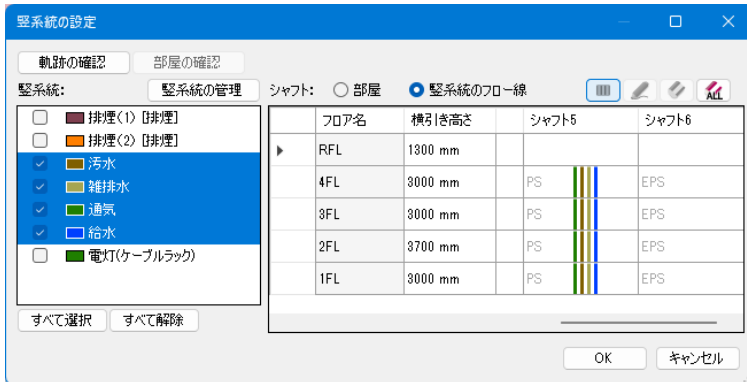 竪系統の設定
軌跡の確認 部屋の確認
竪系統: 竪系統の管理 シャフト: 部屋 竪系統のフロー線 ALL
排煙(1) [排煙]
排煙(2) [排煙]
汚水
雑排水
通気
給水
電灯(ケーブルラック)
すべて選択 すべて解除
フロア名 横引き高さ シャフト5 シャフト6
RFL 1300 mm
4FL 3000 mm PS EPS
3FL 3000 mm PS EPS
2FL 3700 mm PS EPS
1FL 3000 mm PS EPS
OK キャンセル